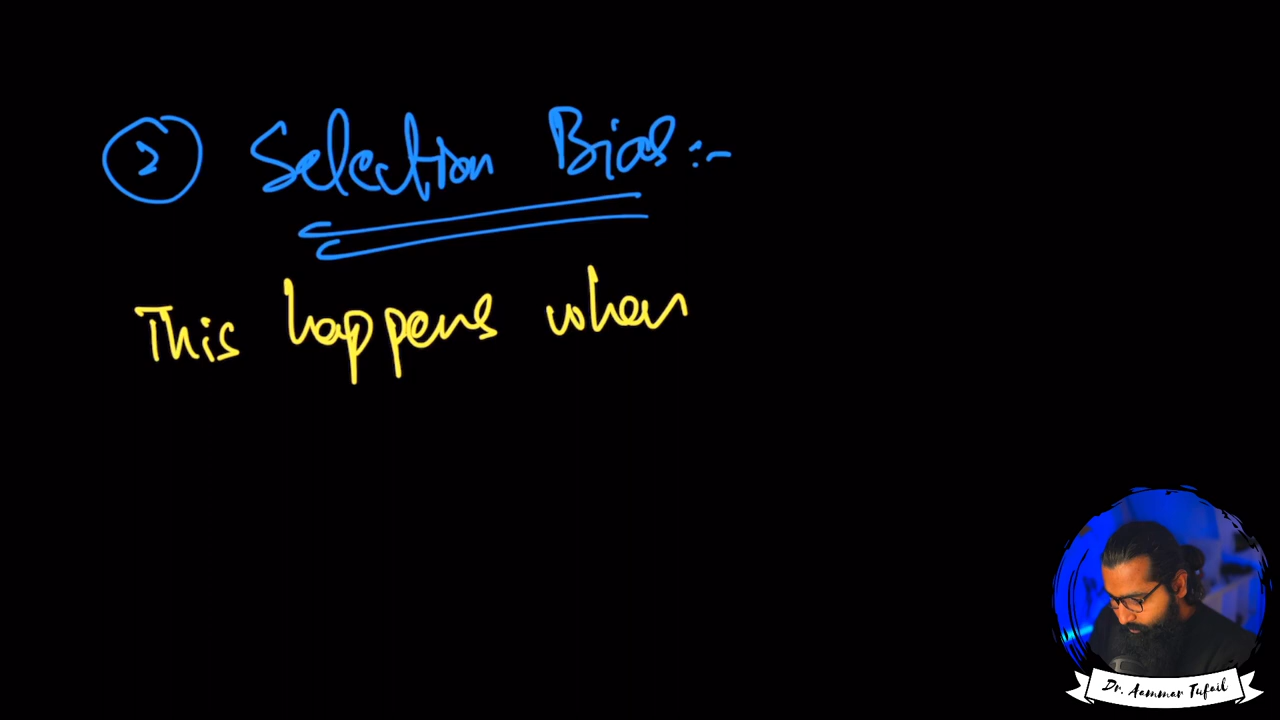 2 Selection Bias :-
This happens when
Dr. Aammar Tufail